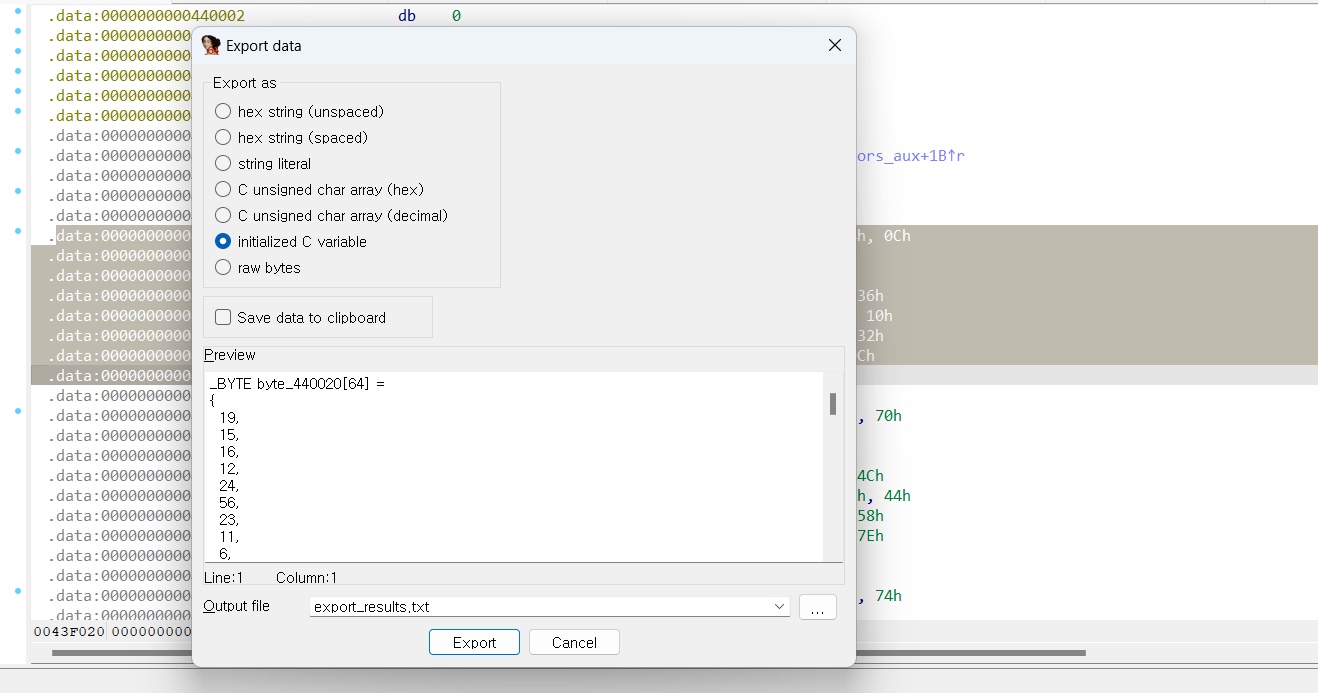 .data:0000000000440002 db 0
.data:0000000000
Export data
.data:0000000000
.data:0000000000
Export as
.data:0000000000
hex string (unspaced)
.data:0000000000
hex string (spaced)
.data:0000000000
.data:0000000000 ors_aux+1B↑r
string literal
.data:0000000000
C unsigned char array (hex)
.data:0000000000
C unsigned char array (decimal)
.data:0000000000
.data:0000000000 h, 0Ch
initialized C variable
.data:0000000000
raw bytes
.data:0000000000
.data:0000000000 36h
.data:0000000000 10h
Save data to clipboard
.data:0000000000 32h
.data:0000000000 Ch
Preview
.data:0000000000
_BYTE byte_440020[64] =
{
.data:0000000000
19,
.data:0000000000 , 70h
15,
.data:0000000000
16,
.data:0000000000
12,
.data:0000000000 4Ch
24,
.data:0000000000 h, 44h
56,
.data:0000000000 58h
23,
.data:0000000000 7Eh
11,
.data:0000000000
6,
.data:0000000000
Line:1 Column:1
.data:0000000000 , 74h
Output file export_results.txt ...
.data:0000000000
0043F020 000000000
Export Cancel